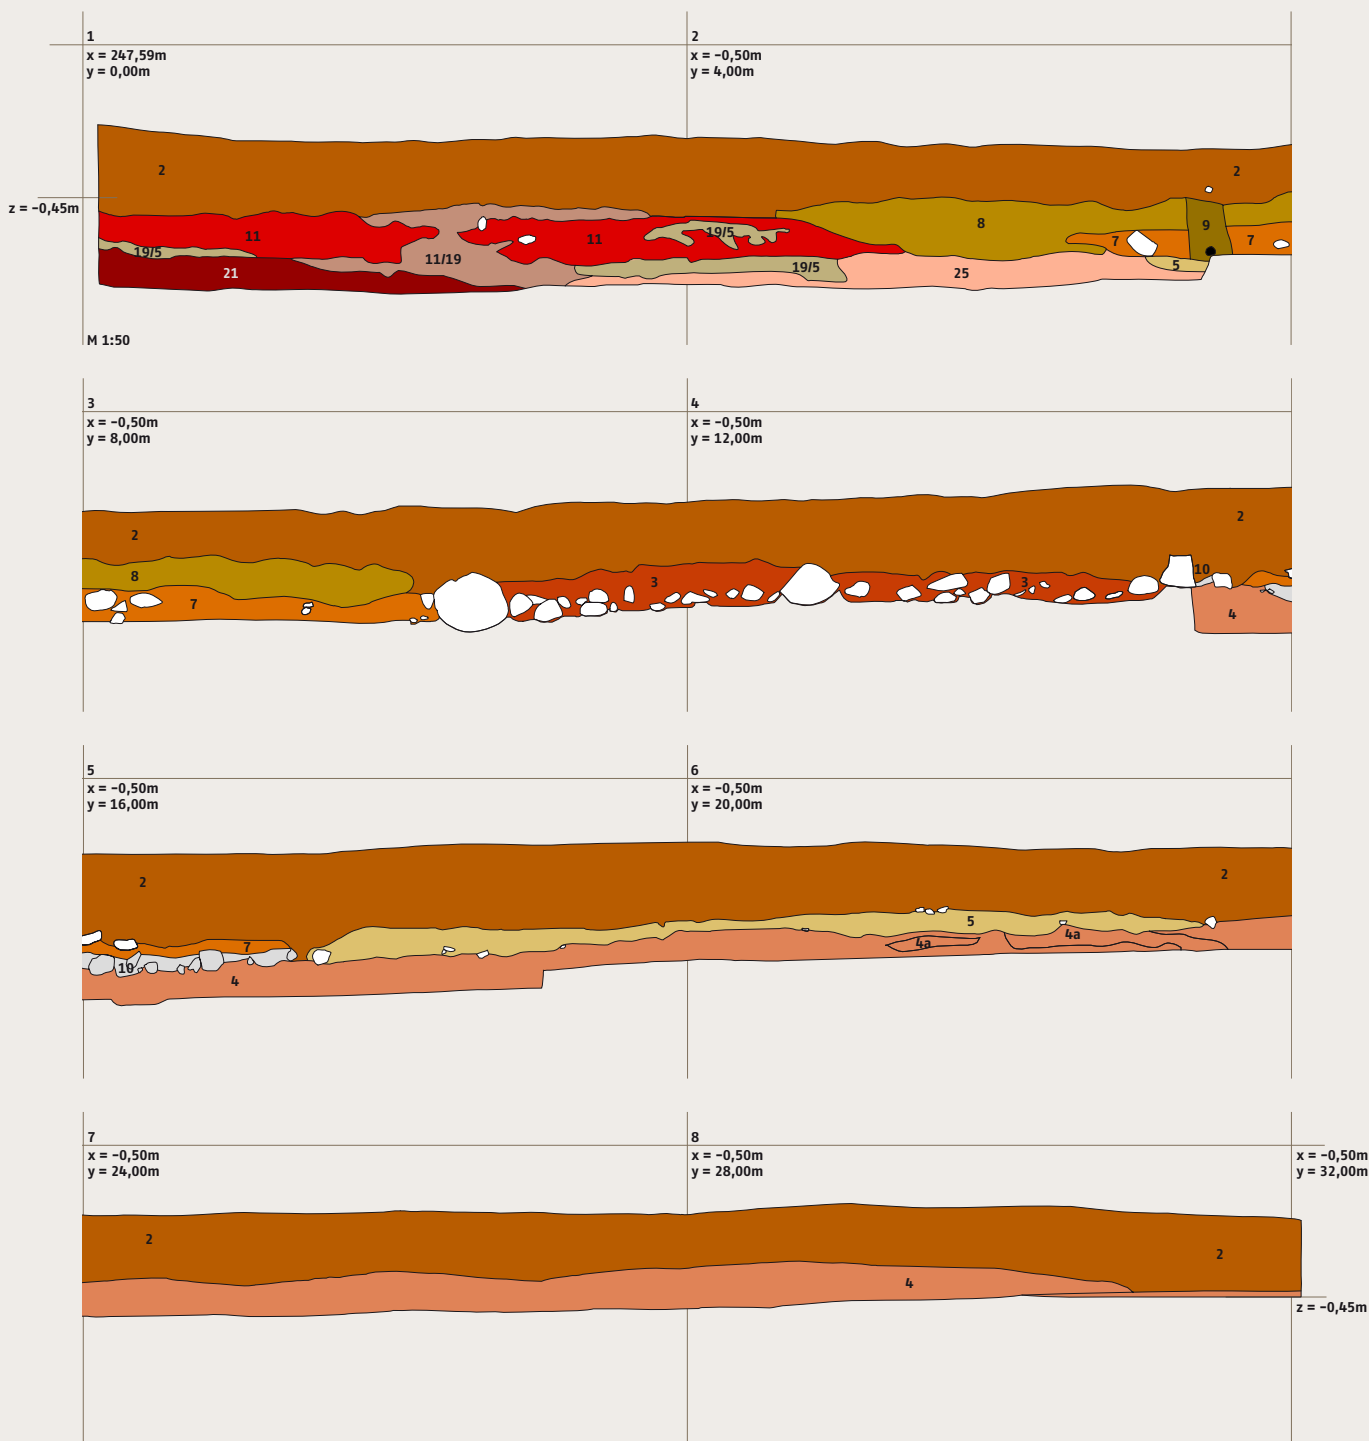 1
x = 247,59m
y = 0,00m
2
x = −0,50m
y = 4,00m
2
2
z = −0,45m
11
11
19/5
8
9
7
7
19/5
11/19
19/5
5
21
25
M 1:50
3
x = −0,50m
y = 8,00m
4
x = −0,50m
y = 12,00m
2
2
8
3
3
10
7
4
5
x = −0,50m
y = 16,00m
6
x = −0,50m
y = 20,00m
2
2
5
7
4a
4a
10
4
7
x = −0,50m
y = 24,00m
8
x = −0,50m
y = 28,00m
x = −0,50m
y = 32,00m
2
2
4
z = −0,45m